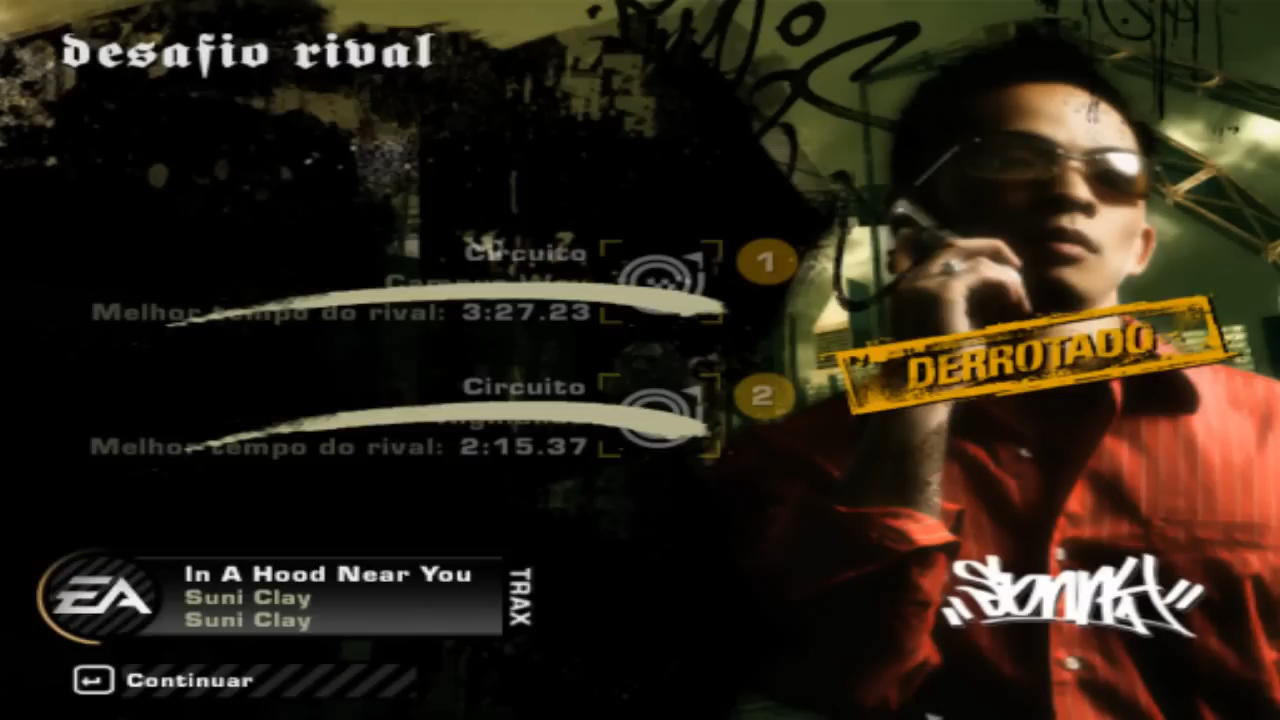 desafio rival
Circuito
Melhor tempo do rival: 3:27.23
1
Circuito
Melhor tempo do rival: 2:15.37
2
DERROTADO
"Sonny"
EA
In A Hood Near You
Suni Clay
Suni Clay
TRAX
Continuar